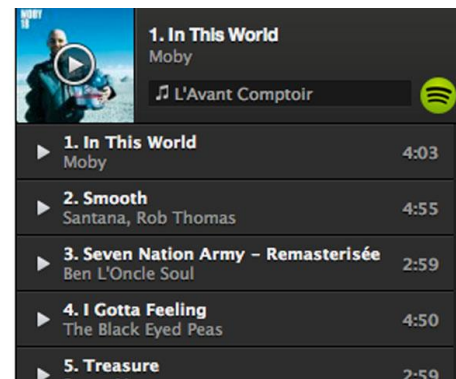 MOBY
18
1. In This World
Moby
♫ L'Avant Comptoir
1. In This World
Moby
4:03
2. Smooth
Santana, Rob Thomas
4:55
3. Seven Nation Army – Remasterisée
Ben L'Oncle Soul
2:59
4. I Gotta Feeling
The Black Eyed Peas
4:50
5. Treasure
2:59